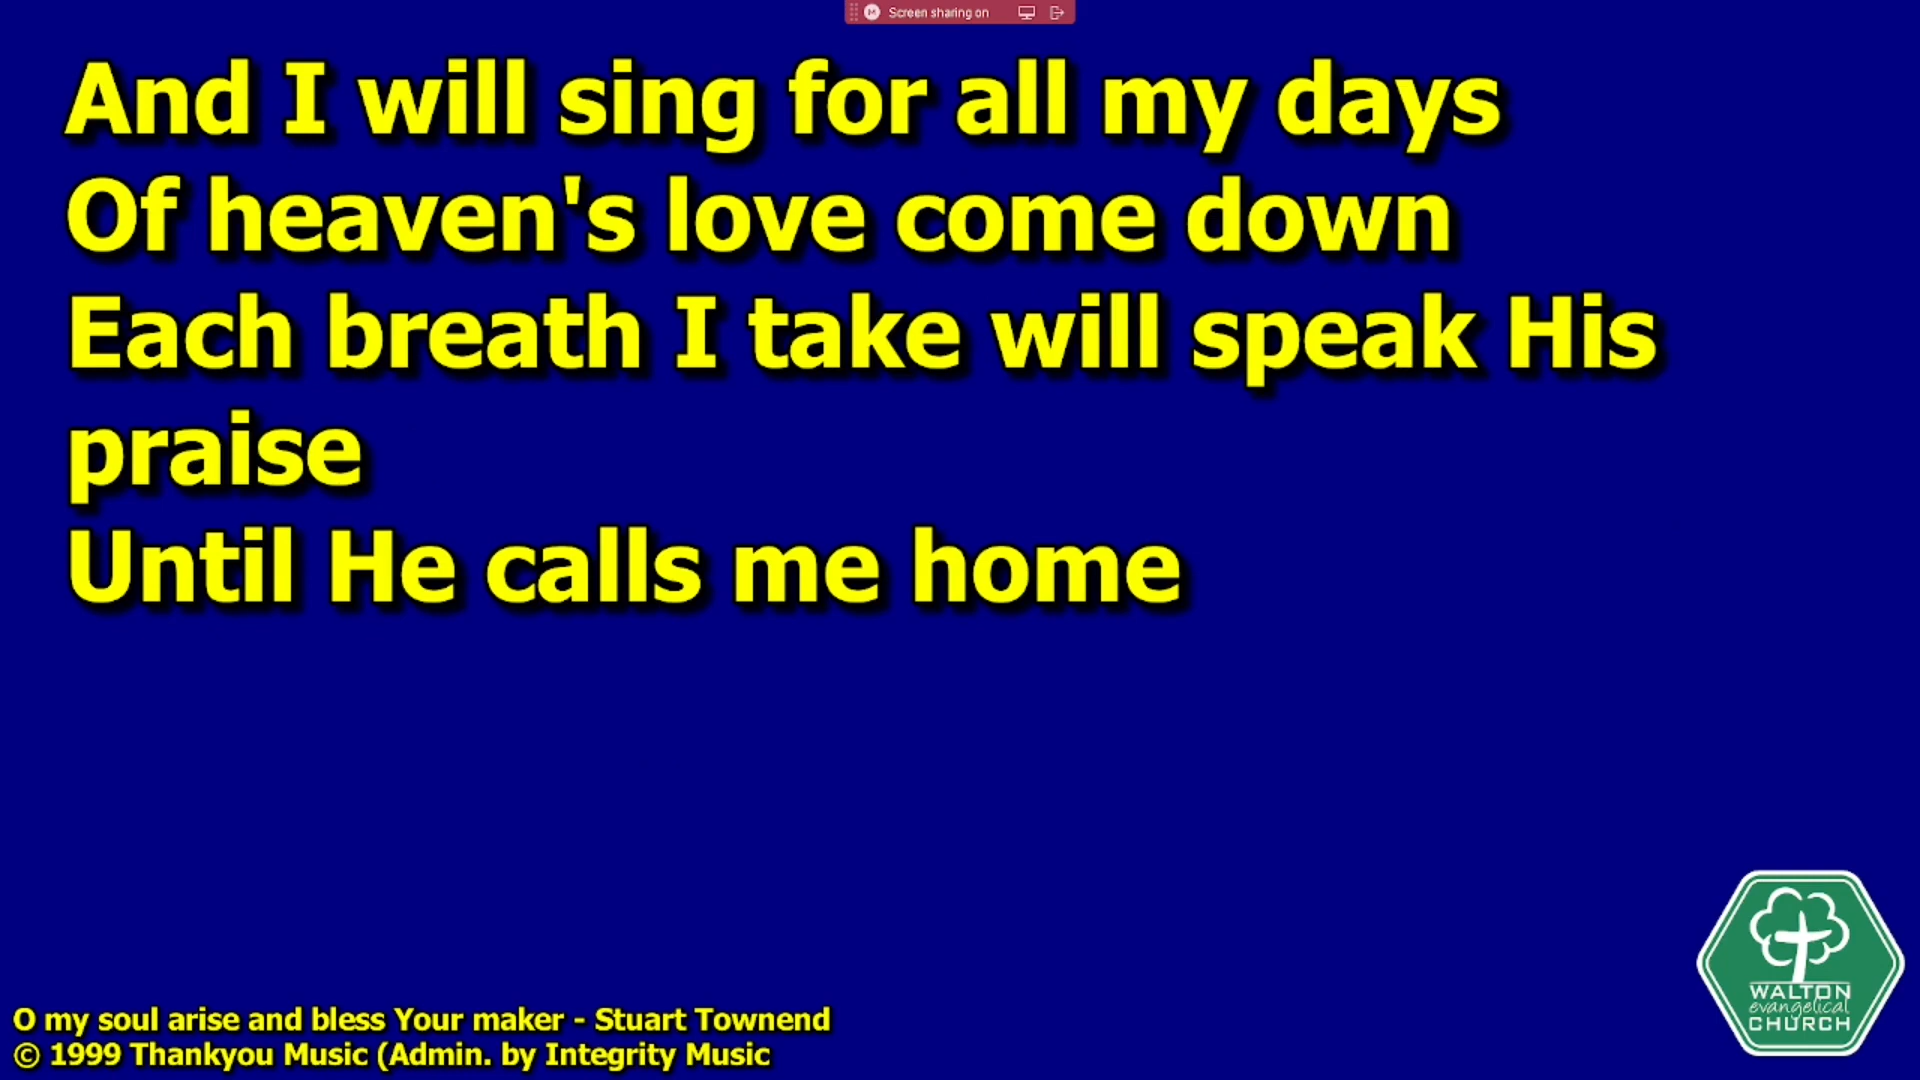 Screen sharing on
And I will sing for all my days
Of heaven's love come down
Each breath I take will speak His
praise
Until He calls me home
WALTON
evangelical
CHURCH
O my soul arise and bless Your maker - Stuart Townend
© 1999 Thankyou Music (Admin. by Integrity Music